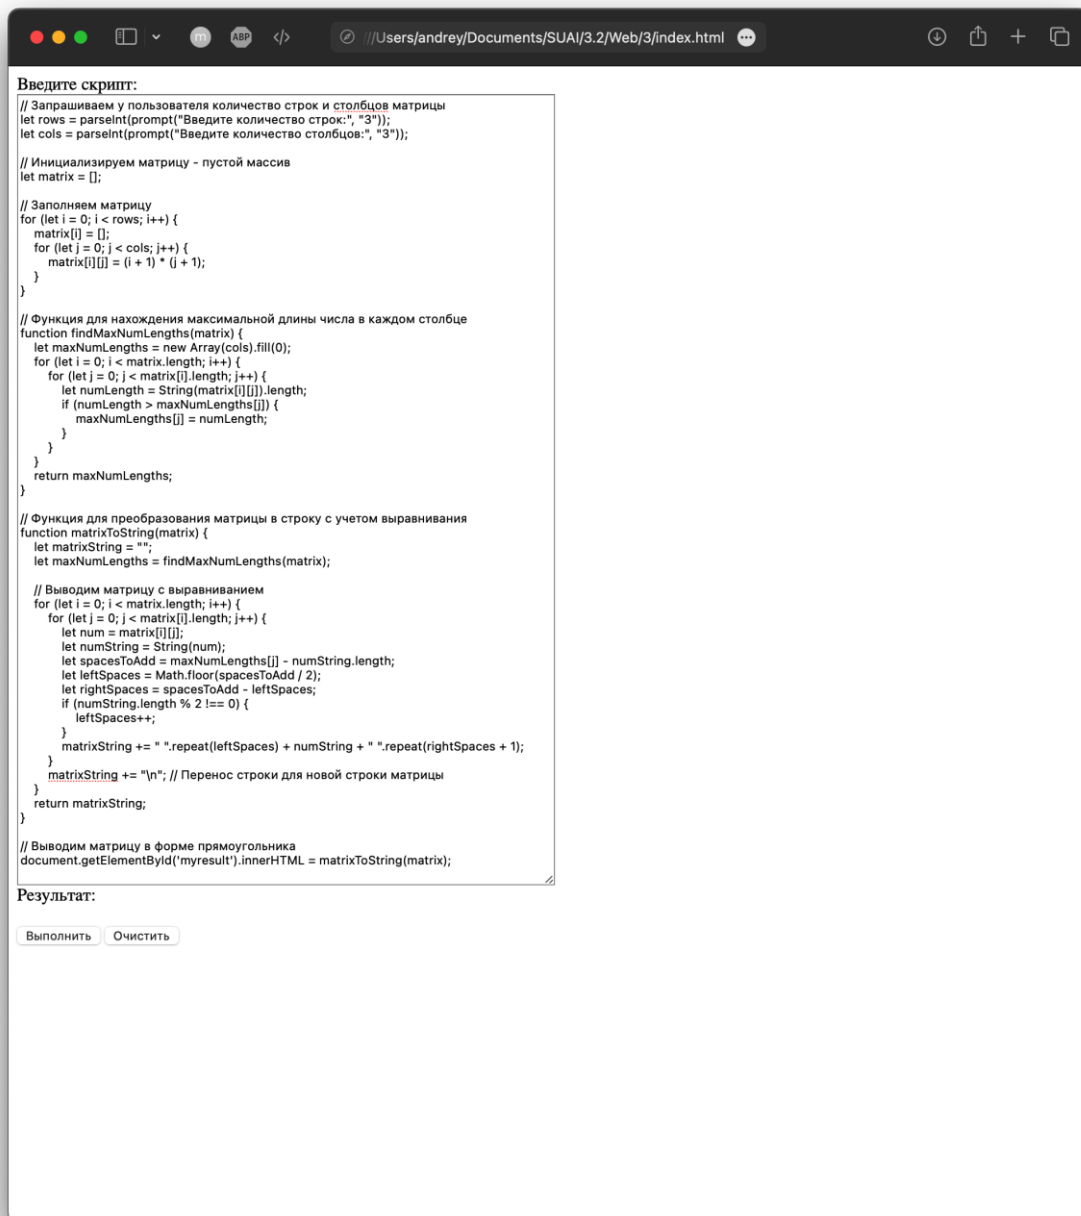 m
ABP
</>
///Users/andrey/Documents/SUAI/3.2/Web/3/index.html
Введите скрипт:
// Запрашиваем у пользователя количество строк и столбцов матрицы
let rows = parseInt(prompt("Введите количество строк:", "3"));
let cols = parseInt(prompt("Введите количество столбцов:", "3"));
// Инициализируем матрицу - пустой массив
let matrix = [];
// Заполняем матрицу
for (let i = 0; i < rows; i++) {
matrix[i] = [];
for (let j = 0; j < cols; j++) {
matrix[i][j] = (i + 1) * (j + 1);
}
}
// Функция для нахождения максимальной длины числа в каждом столбце
function findMaxNumLengths(matrix) {
let maxNumLengths = new Array(cols).fill(0);
for (let i = 0; i < matrix.length; i++) {
for (let j = 0; j < matrix[i].length; j++) {
let numLength = String(matrix[i][j]).length;
if (numLength > maxNumLengths[j]) {
maxNumLengths[j] = numLength;
}
}
}
return maxNumLengths;
}
// Функция для преобразования матрицы в строку с учетом выравнивания
function matrixToString(matrix) {
let matrixString = "";
let maxNumLengths = findMaxNumLengths(matrix);
// Выводим матрицу с выравниванием
for (let i = 0; i < matrix.length; i++) {
for (let j = 0; j < matrix[i].length; j++) {
let num = matrix[i][j];
let numString = String(num);
let spacesToAdd = maxNumLengths[j] - numString.length;
let leftSpaces = Math.floor(spacesToAdd / 2);
let rightSpaces = spacesToAdd - leftSpaces;
if (numString.length % 2 !== 0) {
leftSpaces++;
}
matrixString += " ".repeat(leftSpaces) + numString + " ".repeat(rightSpaces + 1);
}
matrixString += "\n"; // Перенос строки для новой строки матрицы
}
return matrixString;
}
// Выводим матрицу в форме прямоугольника
document.getElementById('myresult').innerHTML = matrixToString(matrix);
Результат:
Выполнить Очистить